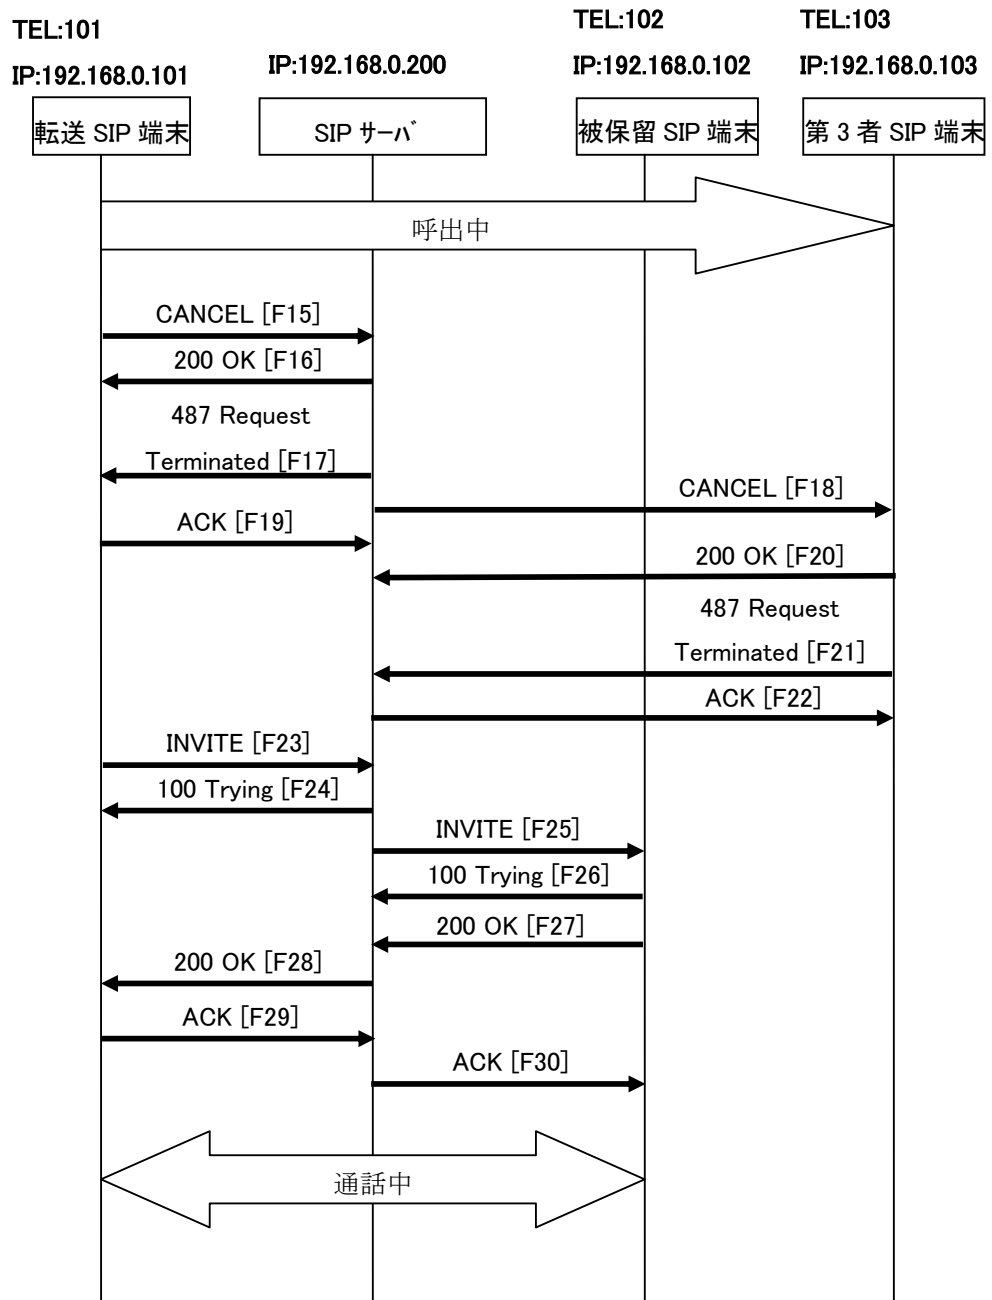 TEL:101
IP:192.168.0.101
IP:192.168.0.200
TEL:102
IP:192.168.0.102
TEL:103
IP:192.168.0.103
転送 SIP 端末
SIP サーバ
被保留 SIP 端末
第 3 者 SIP 端末
呼出中
CANCEL [F15]
200 OK [F16]
487 Request
Terminated [F17]
CANCEL [F18]
ACK [F19]
200 OK [F20]
487 Request
Terminated [F21]
ACK [F22]
INVITE [F23]
100 Trying [F24]
INVITE [F25]
100 Trying [F26]
200 OK [F27]
200 OK [F28]
ACK [F29]
ACK [F30]
通話中